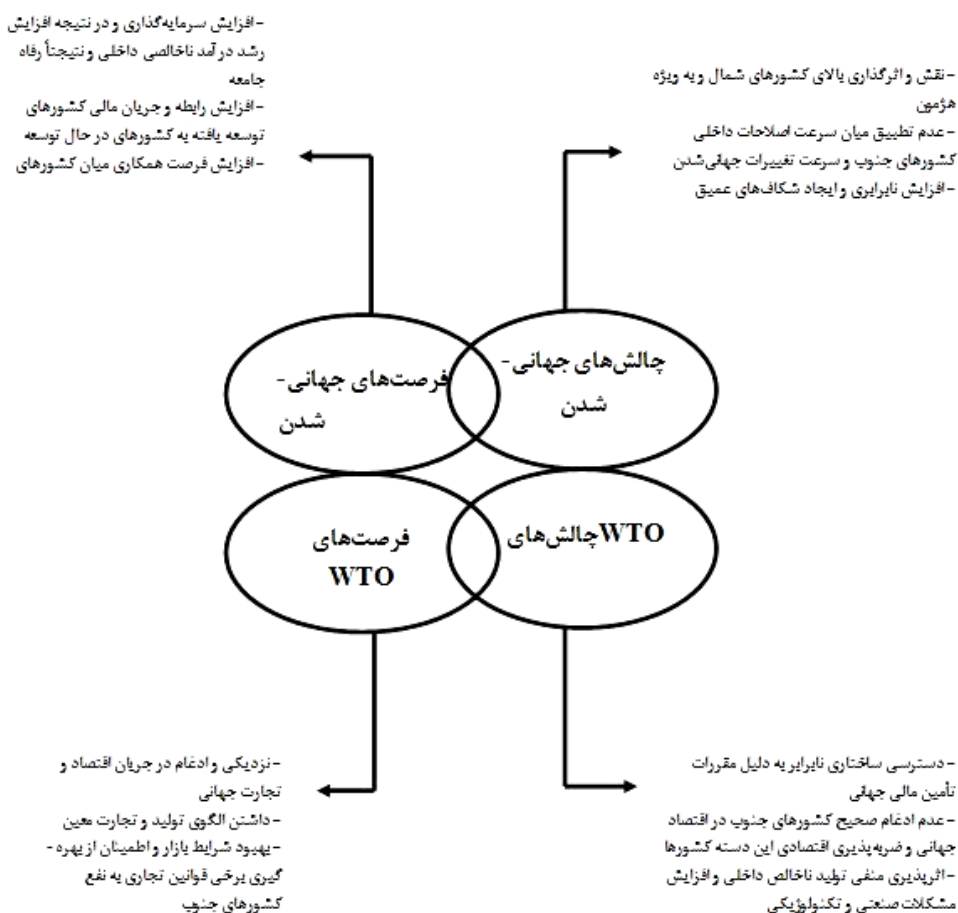 -افزایش سرمایه‌گذاری و در نتیجه افزایش
رشد درآمد ناخالصی داخلی و نتیجتاً رفاه
جامعه
-افزایش رابطه و جریان مالی کشورهای
توسعه یافته به کشورهای در حال توسعه
-افزایش فرصت همکاری میان کشورهای
-نقش و اثرگذاری بالای کشورهای شمال و به ویژه
هژمون
-عدم تطبیق میان سرعت اصلاحات داخلی
کشورهای جنوب و سرعت تغییرات جهانی‌شدن
-افزایش نابرابری و ایجاد شکاف‌های عمیق
چالش‌های جهانی-
شدن
فرصت‌های جهانی-
شدن
چالش‌های WTO
فرصت‌های
WTO
-دسترسی ساختاری نابرابر به دلیل مقررات
تأمین مالی جهانی
-عدم ادغام صحیح کشورهای جنوب در اقتصاد
جهانی و ضربه‌پذیری اقتصادی این دسته کشورها
-اثرپذیری منفی تولید ناخالص داخلی و افزایش
مشکلات صنعتی و تکنولوژیکی
-نزدیکی و ادغام در جریان اقتصاد و
تجارت جهانی
-داشتن الگوی تولید و تجارت معین
-بهبود شرایط بازار و اطمینان از بهره-
گیری برخی قوانین تجاری به نفع
کشورهای جنوب